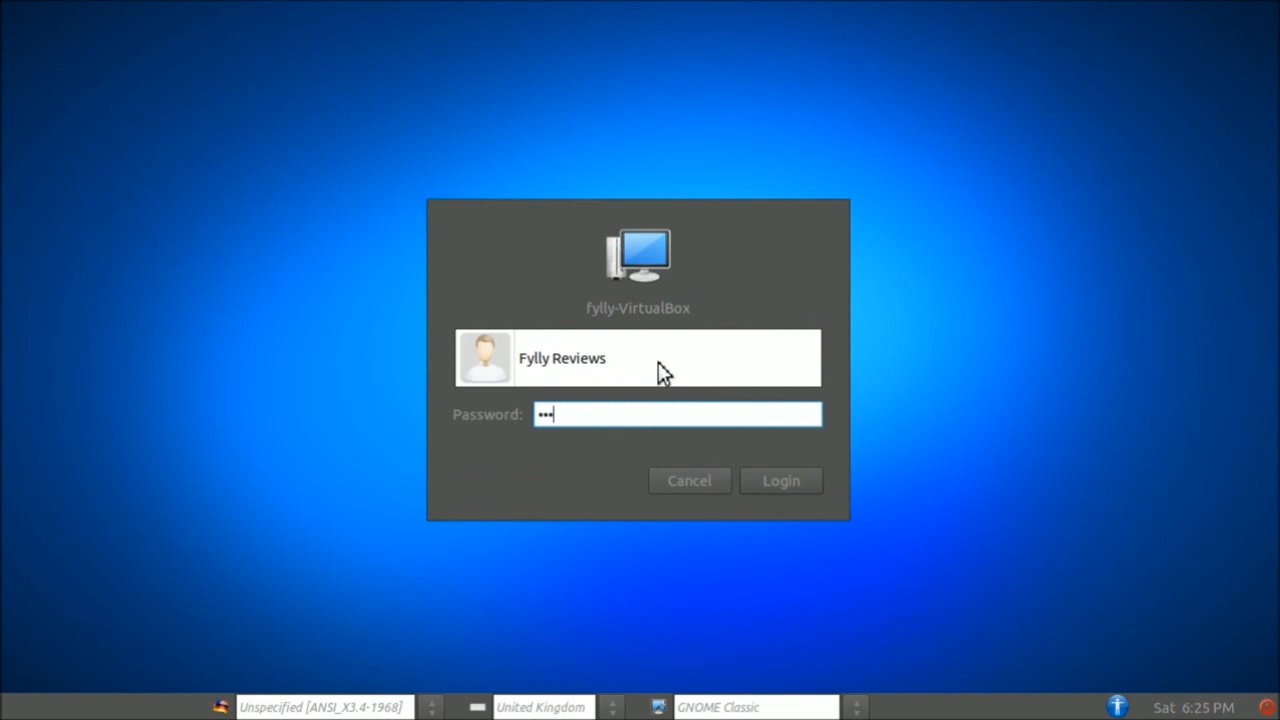 fylly-VirtualBox
Fylly Reviews
Password: •••
Cancel Login
Unspecified [ANSI_X3.4-1968] United Kingdom GNOME Classic Sat 6:25 PM